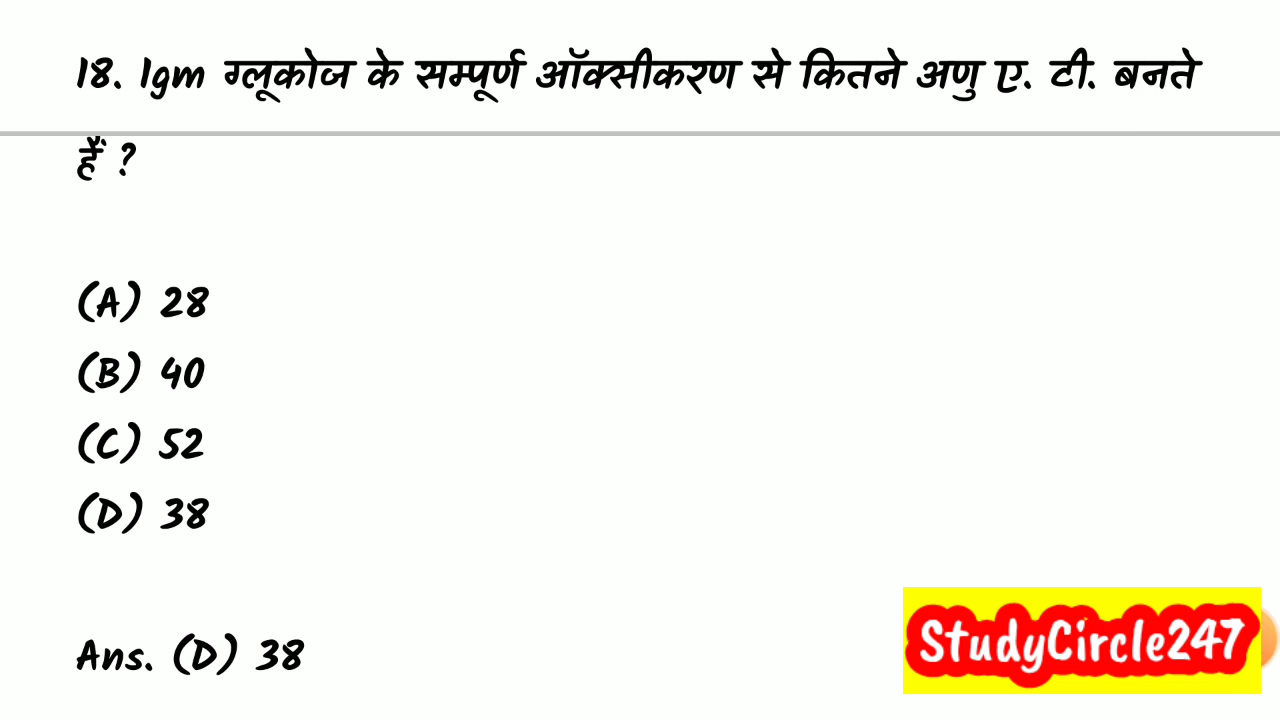 18. 1gm ग्लूकोज के सम्पूर्ण ऑक्सीकरण से कितने अणु ए. टी. बनते
हैं ?
(A) 28
(B) 40
(C) 52
(D) 38
Ans. (D) 38
StudyCircle247